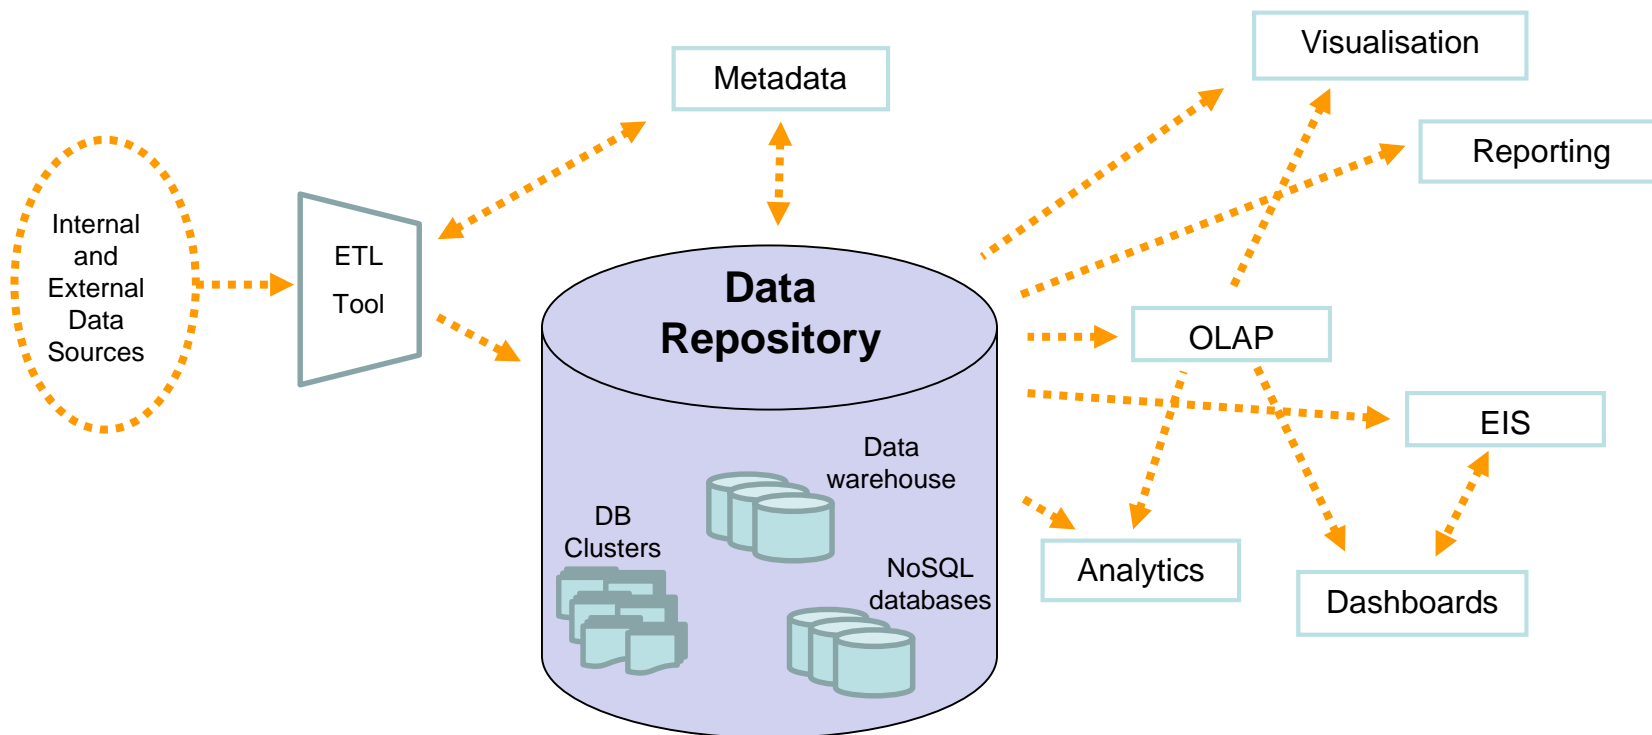 Visualisation
Metadata
Reporting
Internal
and
External
Data
Sources
ETL
Tool
Data
Repository
OLAP
EIS
Data
warehouse
DB
Clusters
NoSQL
databases
Analytics
Dashboards